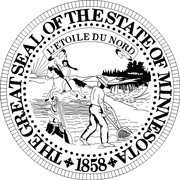 THE GREAT SEAL OF THE STATE OF MINNESOTA
L'ETOILE DU NORD
1858